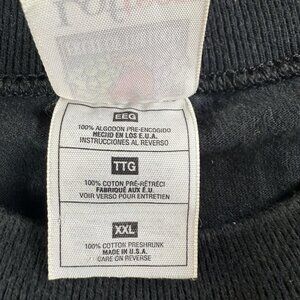 EEG
100% ALGODON PRE-ENCOGIDO
HECHO EN LOS E.U.A.
INSTRUCCIONES AL REVERSO
TTG
100% COTON PRÉ-RÉTRÉCI
FABRIQUÉ AUX É.U.
VOIR VERSO POUR ENTRETIEN
XXL
100% COTTON PRESHRUNK
MADE IN U.S.A.
CARE ON REVERSE